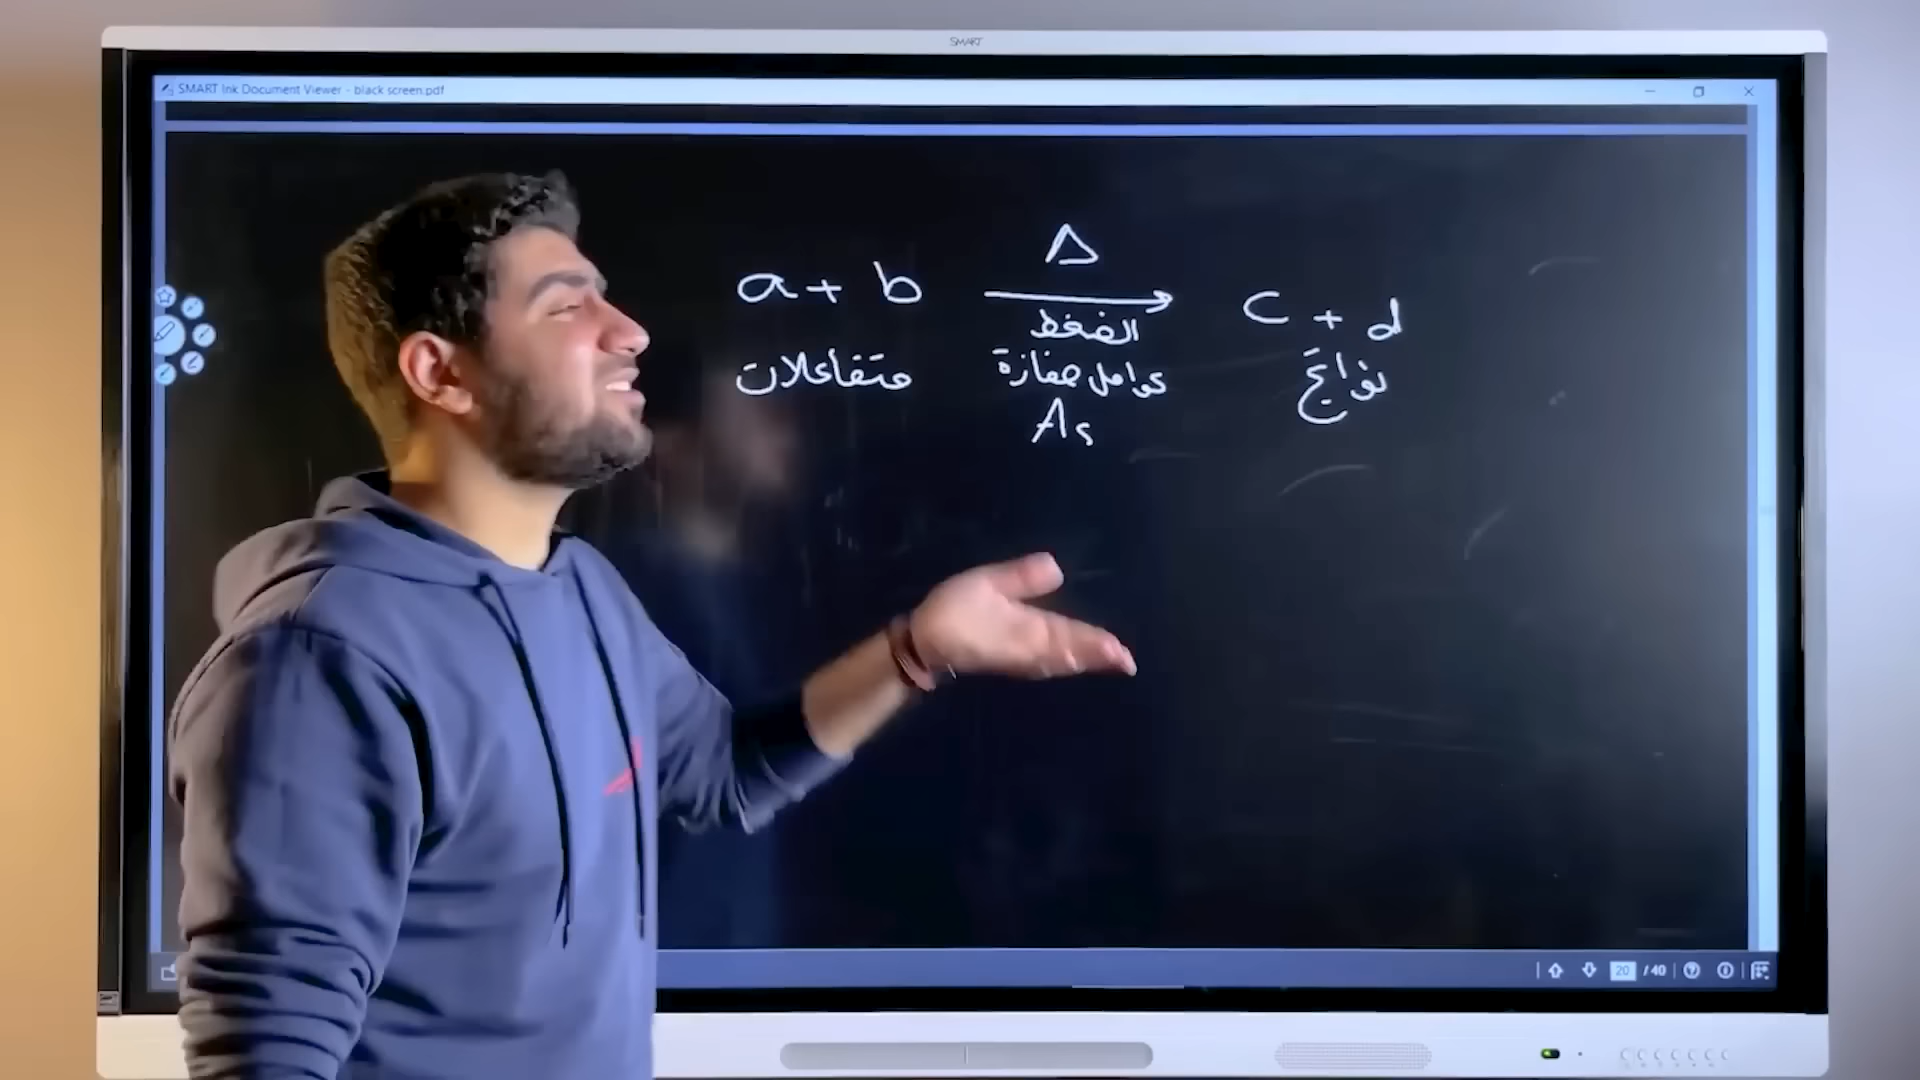 SMART
SMART Ink Document Viewer - black screen.pdf
Δ
a + b → c + d
الضغط
متفاعلات عوامل حفازة نواتج
As
20 / 40